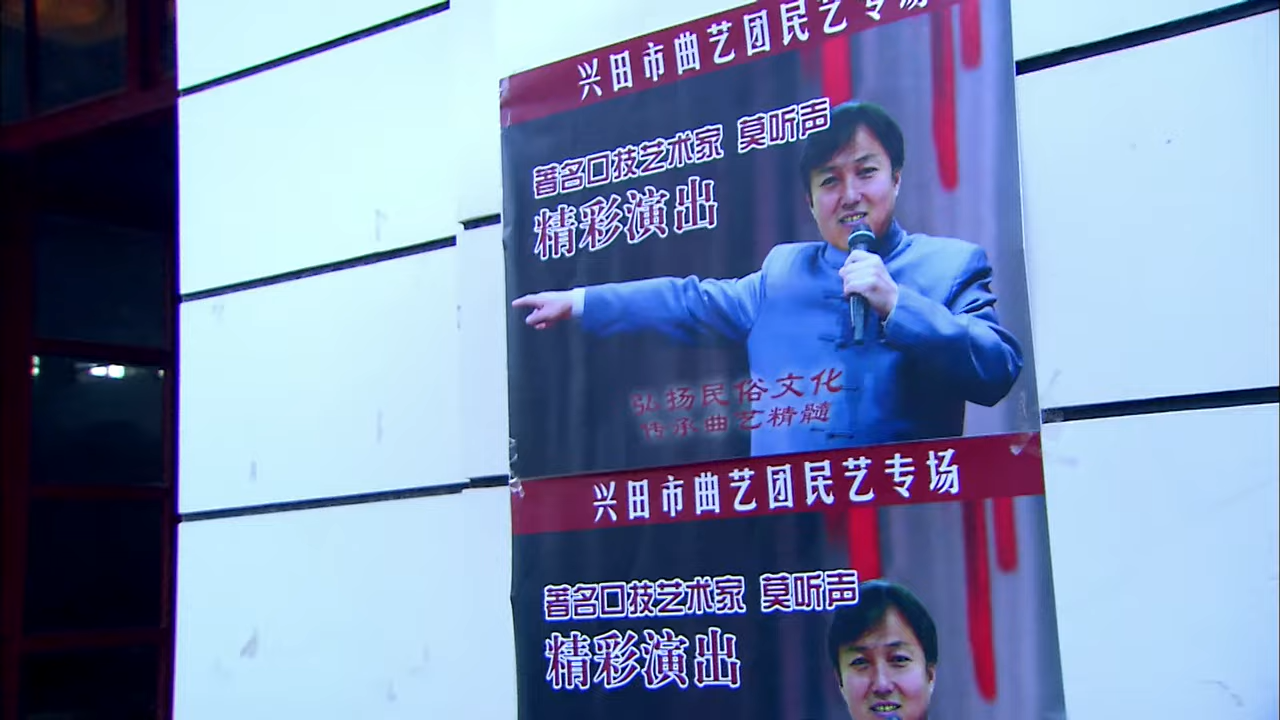 兴田市曲艺团民艺专场
著名口技艺术家 莫听声
精彩演出
弘扬民俗文化
传承曲艺精髓
兴田市曲艺团民艺专场
著名口技艺术家 莫听声
精彩演出